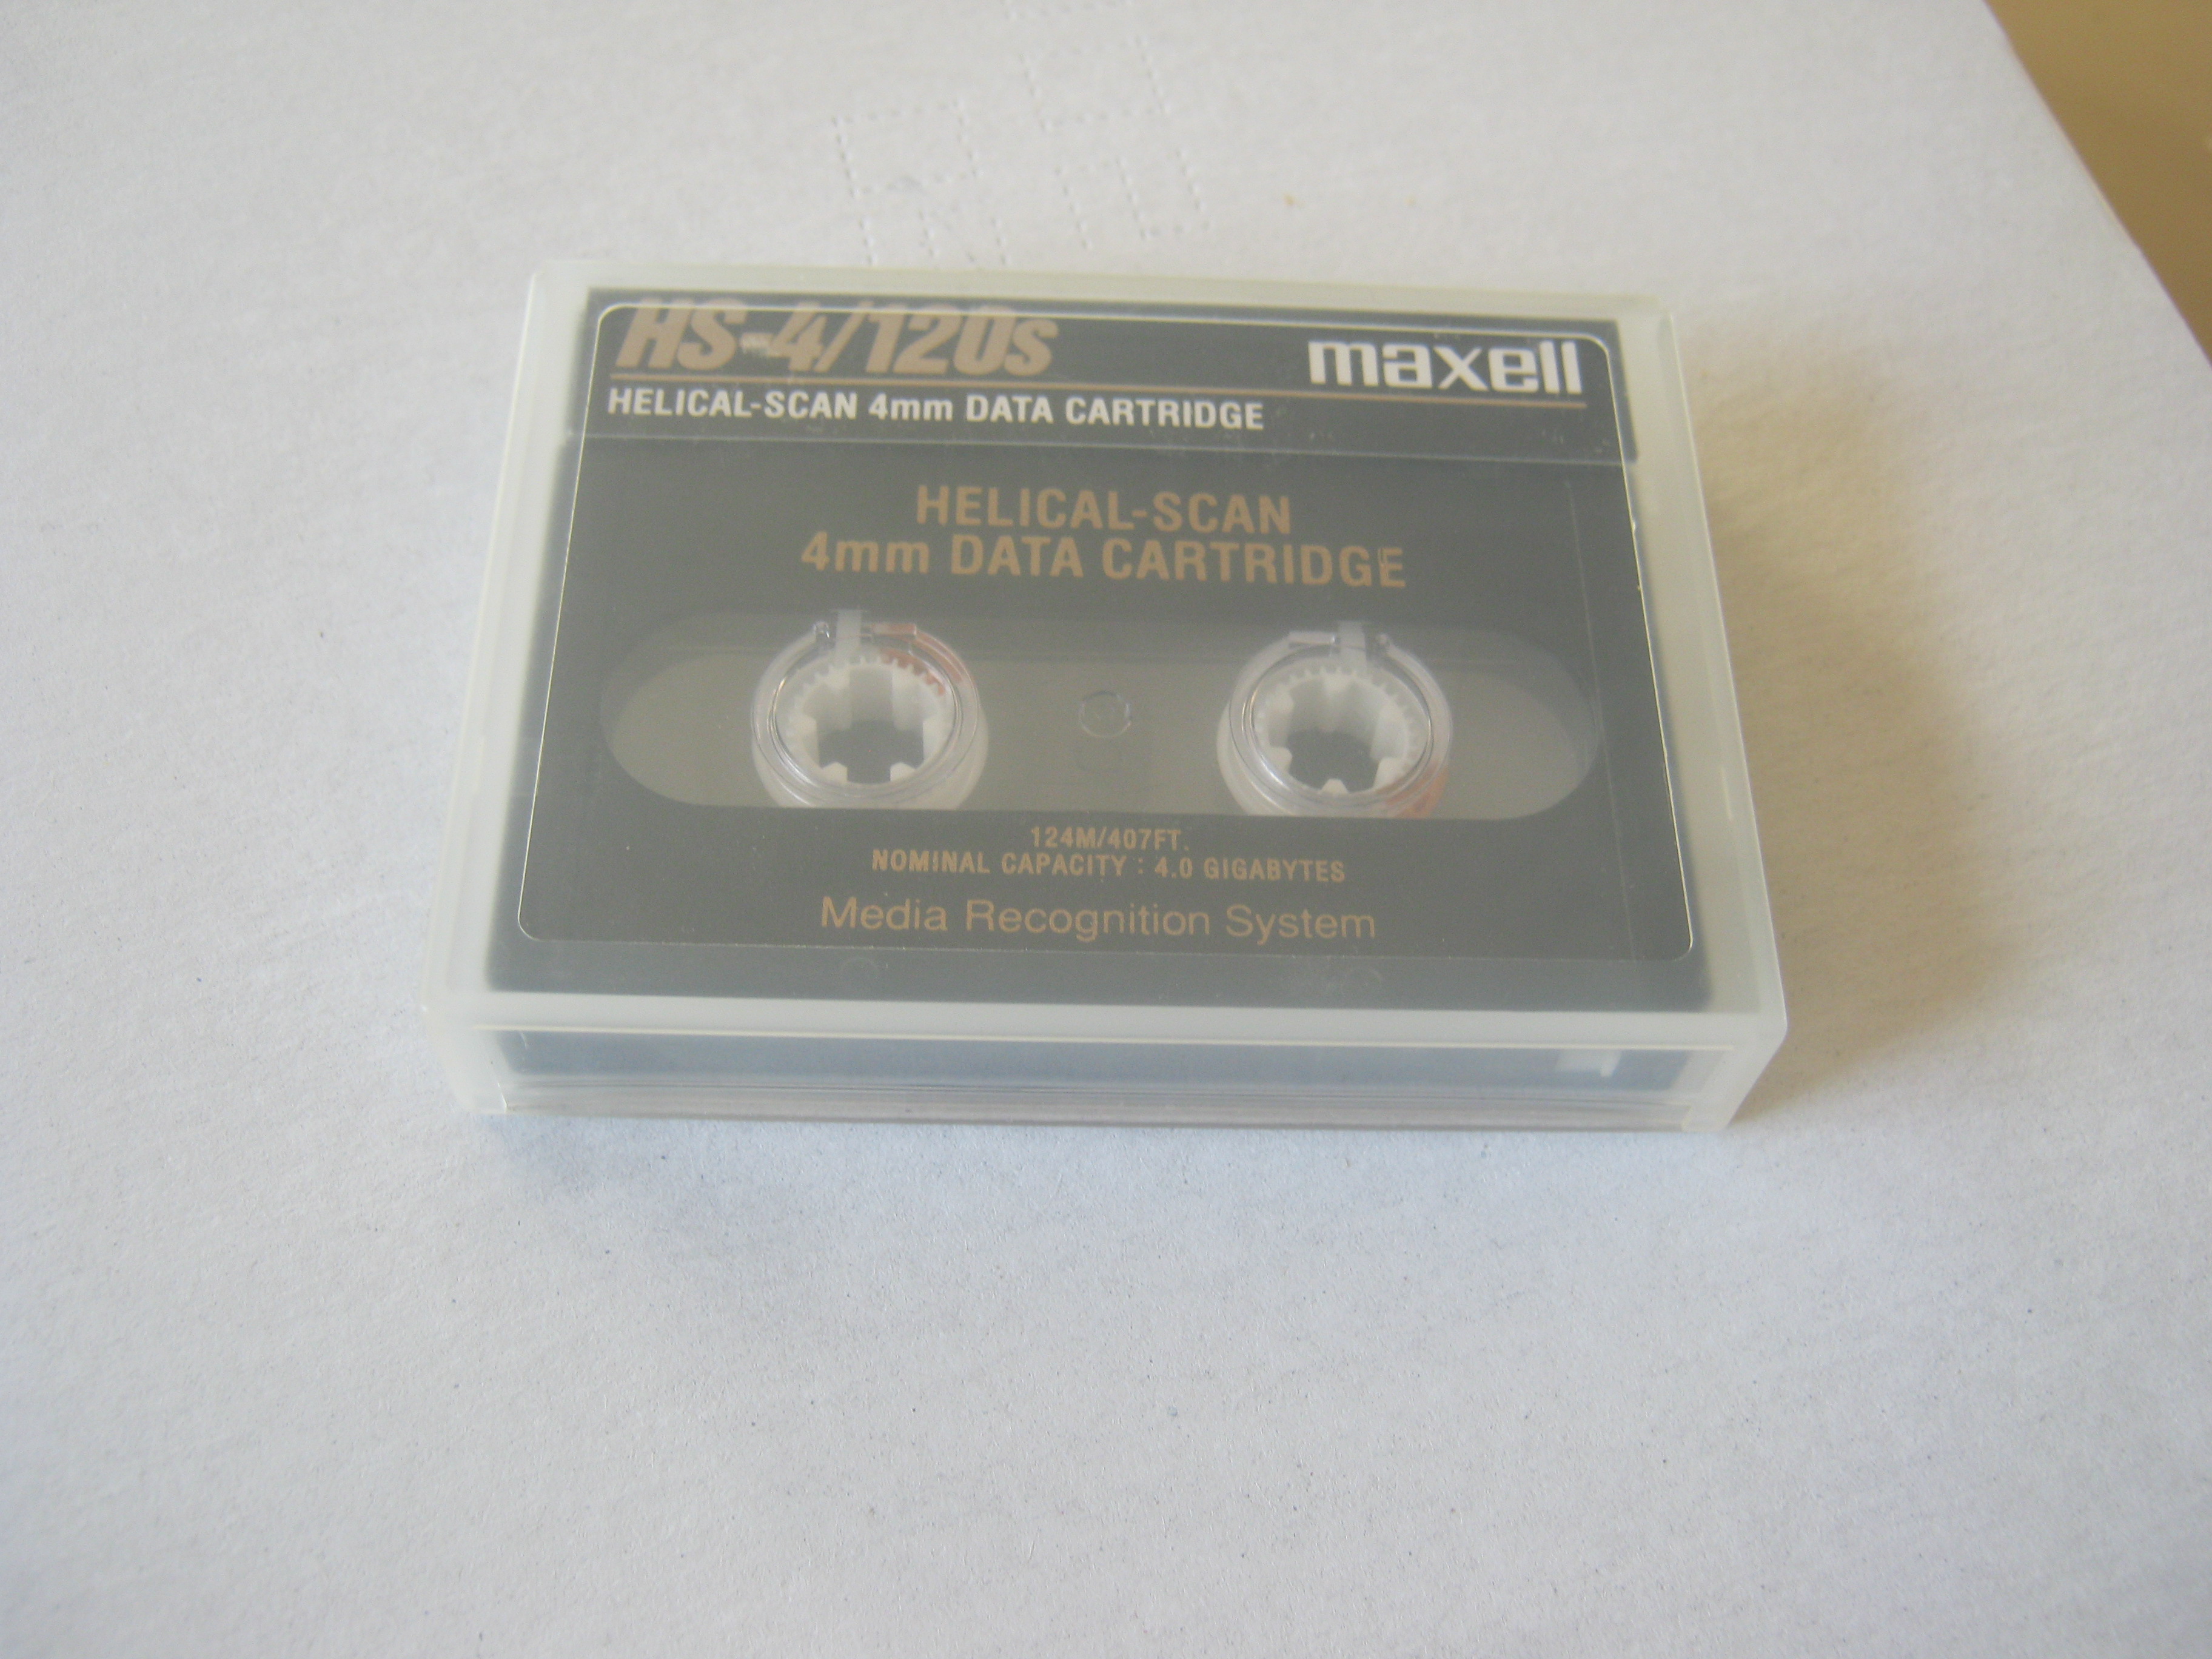 HS-4/120s
maxell
HELICAL-SCAN 4mm DATA CARTRIDGE
HELICAL-SCAN
4mm DATA CARTRIDGE
124M/407FT.
NOMINAL CAPACITY : 4.0 GIGABYTES
Media Recognition System